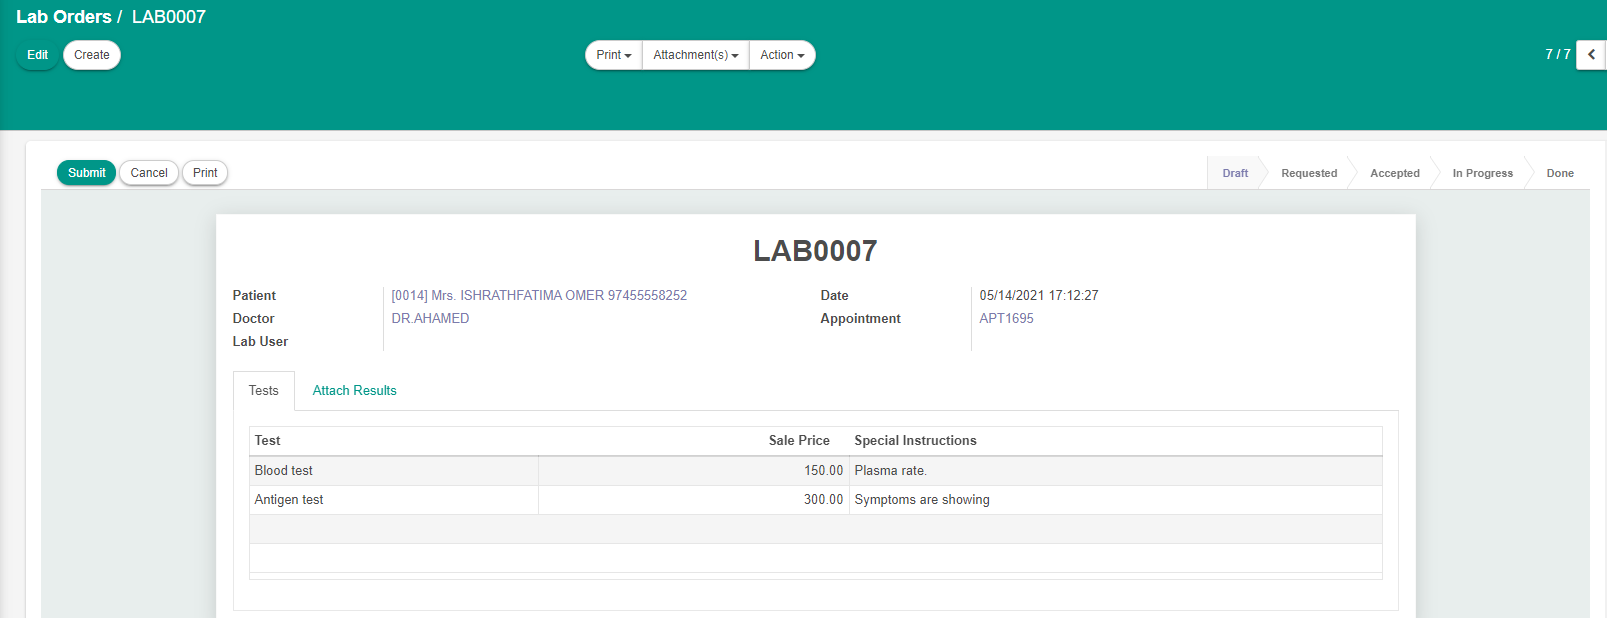 Lab Orders / LAB0007
Edit Create Print Attachment(s) Action 7 / 7
Submit Cancel Print Draft Requested Accepted In Progress Done
LAB0007
Patient [0014] Mrs. ISHRATHFATIMA OMER 97455558252 Date 05/14/2021 17:12:27
Doctor DR.AHAMED Appointment APT1695
Lab User
Tests Attach Results
Test Sale Price Special Instructions
Blood test 150.00 Plasma rate.
Antigen test 300.00 Symptoms are showing